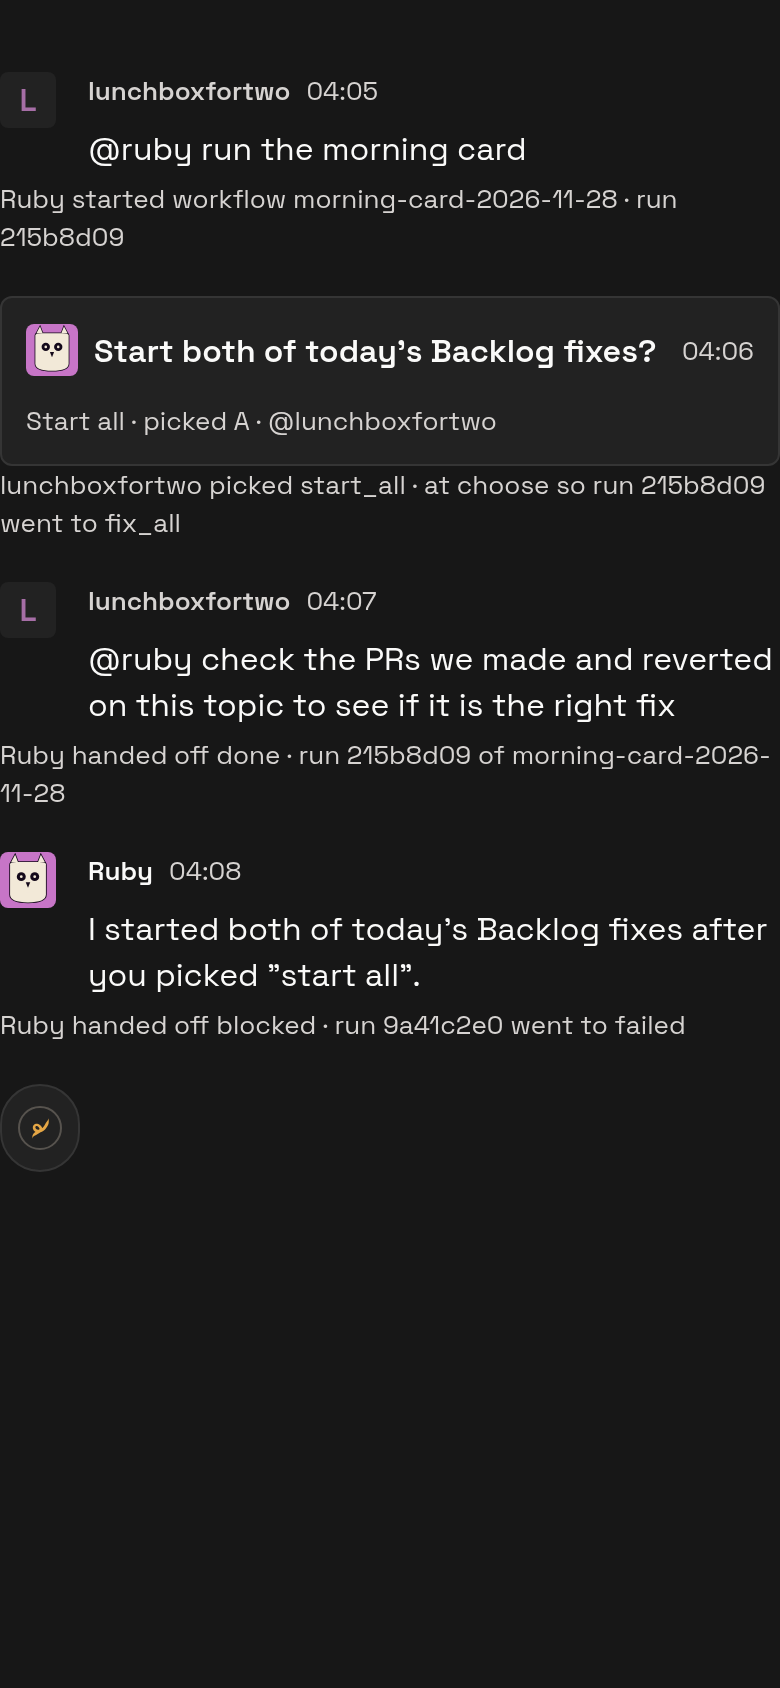 L
lunchboxfortwo 04:05
@ruby run the morning card
Ruby started workflow morning-card-2026-11-28 · run
215b8d09
Start both of today's Backlog fixes? 04:06
Start all · picked A · @lunchboxfortwo
lunchboxfortwo picked start_all · at choose so run 215b8d09
went to fix_all
L
lunchboxfortwo 04:07
@ruby check the PRs we made and reverted
on this topic to see if it is the right fix
Ruby handed off done · run 215b8d09 of morning-card-2026-
11-28
Ruby 04:08
I started both of today's Backlog fixes after
you picked "start all".
Ruby handed off blocked · run 9a41c2e0 went to failed